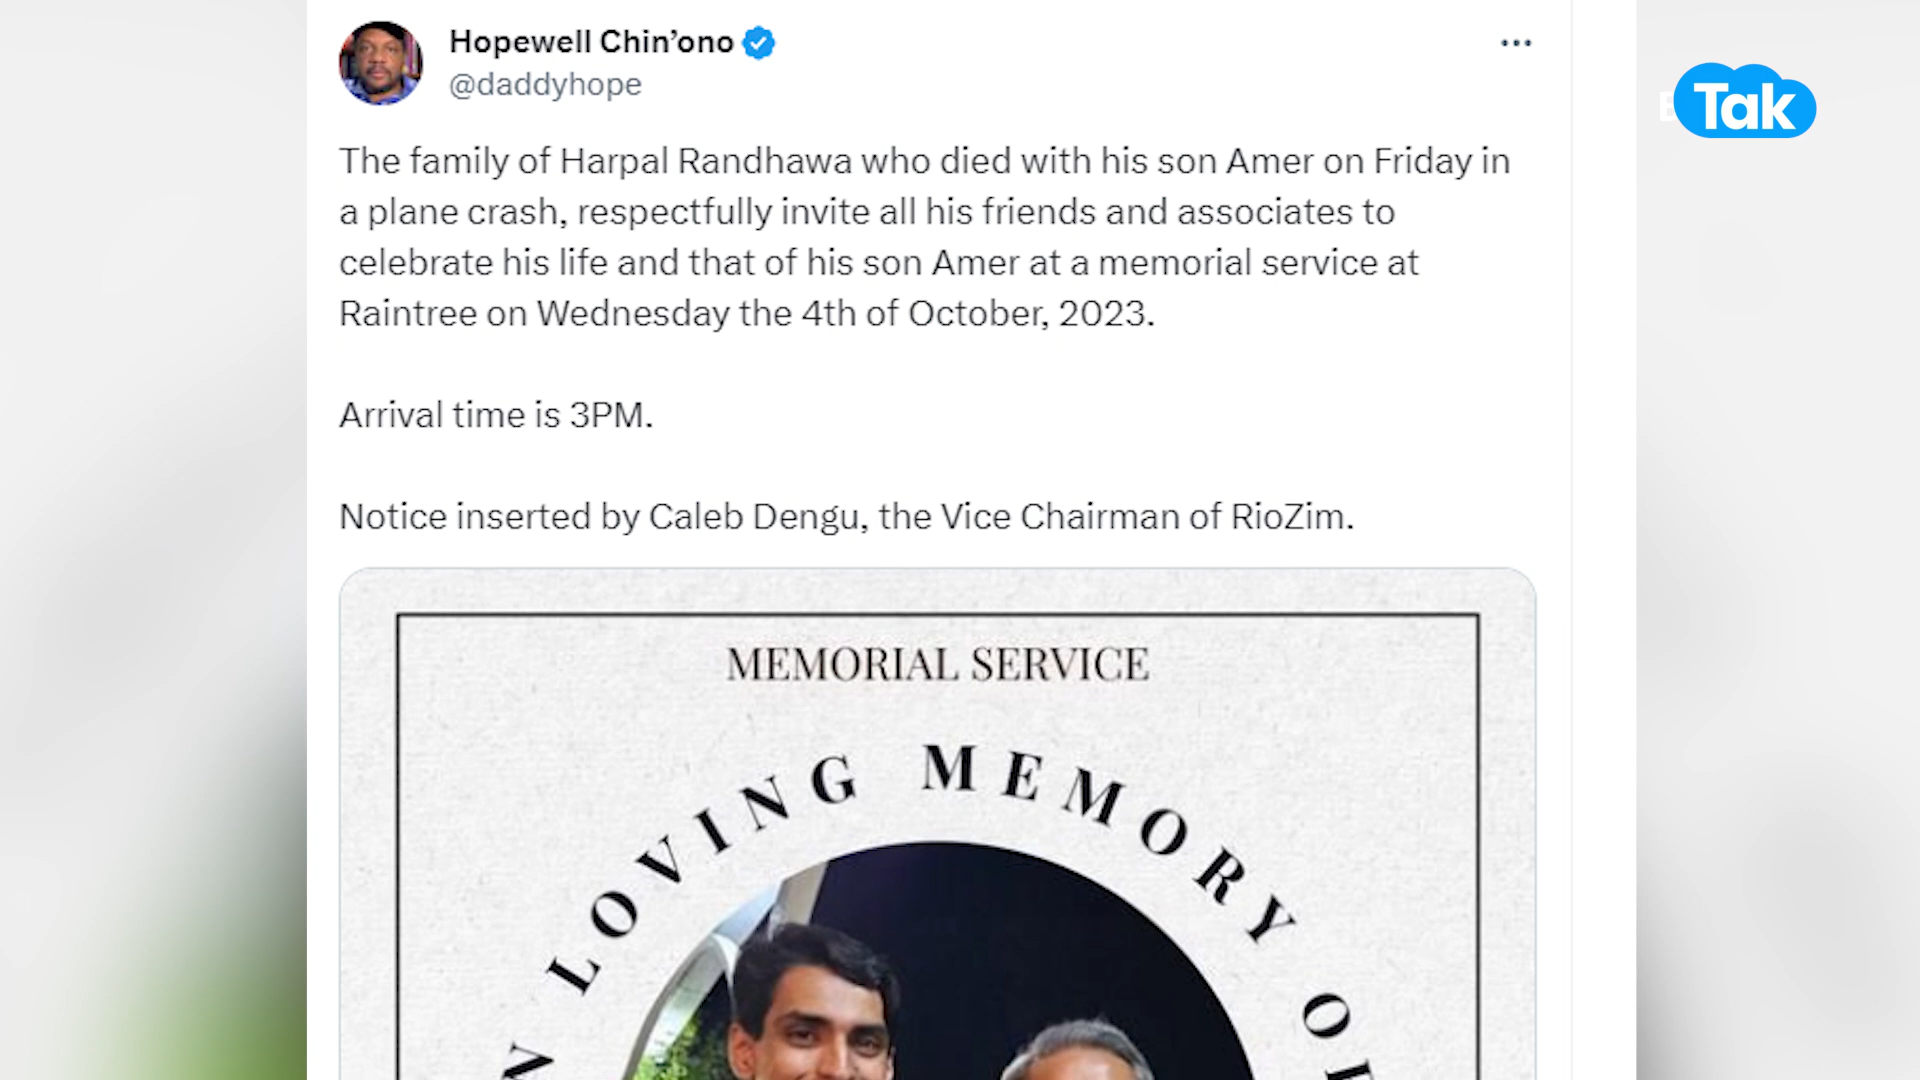 Hopewell Chin’ono
@daddyhope
Tak
The family of Harpal Randhawa who died with his son Amer on Friday in
a plane crash, respectfully invite all his friends and associates to
celebrate his life and that of his son Amer at a memorial service at
Raintree on Wednesday the 4th of October, 2023.
Arrival time is 3PM.
Notice inserted by Caleb Dengu, the Vice Chairman of RioZim.
MEMORIAL SERVICE
N LOVING MEMORY OF